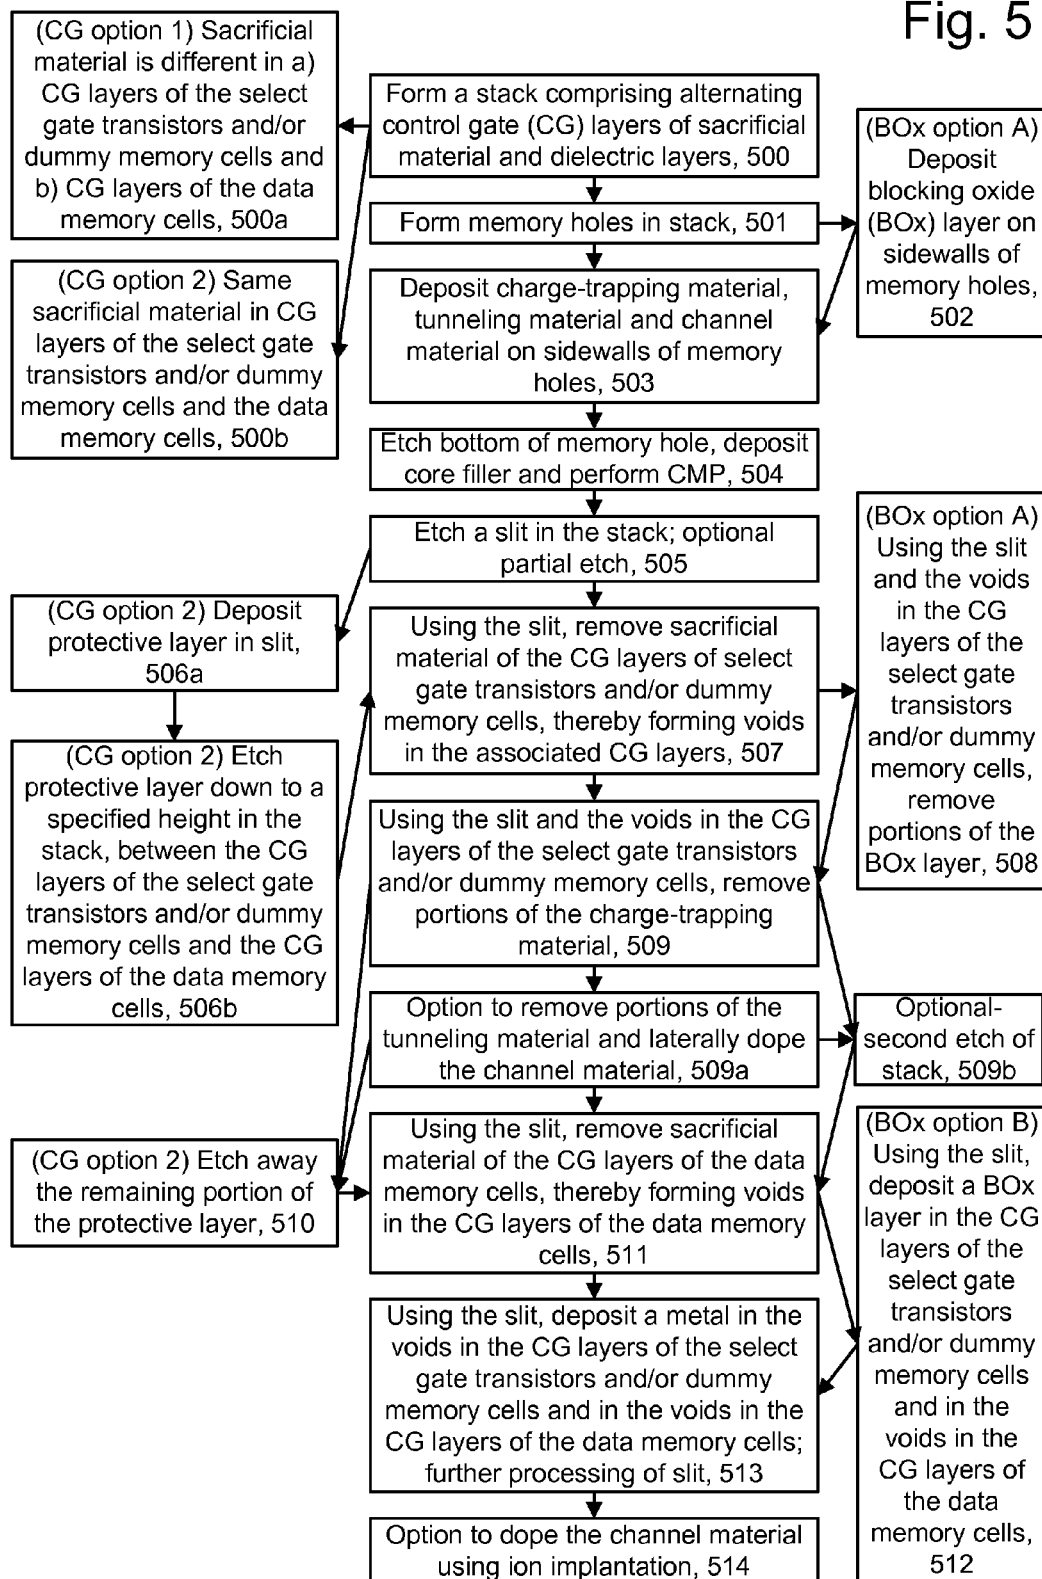 Fig. 5
(CG option 1) Sacrificial
material is different in a)
CG layers of the select
gate transistors and/or
dummy memory cells and
b) CG layers of the data
memory cells, 500a
Form a stack comprising alternating
control gate (CG) layers of sacrificial
material and dielectric layers, 500
(BOx option A)
Deposit
blocking oxide
(BOx) layer on
sidewalls of
memory holes,
502
Form memory holes in stack, 501
(CG option 2) Same
sacrificial material in CG
layers of the select gate
transistors and/or dummy
memory cells and the data
memory cells, 500b
Deposit charge-trapping material,
tunneling material and channel
material on sidewalls of memory
holes, 503
Etch bottom of memory hole, deposit
core filler and perform CMP, 504
Etch a slit in the stack; optional
partial etch, 505
(BOx option A)
Using the slit
and the voids
in the CG
layers of the
select gate
transistors
and/or dummy
memory cells,
remove
portions of the
BOx layer, 508
(CG option 2) Deposit
protective layer in slit,
506a
Using the slit, remove sacrificial
material of the CG layers of select
gate transistors and/or dummy
memory cells, thereby forming voids
in the associated CG layers, 507
(CG option 2) Etch
protective layer down to a
specified height in the
stack, between the CG
layers of the select gate
transistors and/or dummy
memory cells and the CG
layers of the data memory
cells, 506b
Using the slit and the voids in the CG
layers of the select gate transistors
and/or dummy memory cells, remove
portions of the charge-trapping
material, 509
Option to remove portions of the
tunneling material and laterally dope
the channel material, 509a
Optional-
second etch of
stack, 509b
(CG option 2) Etch away
the remaining portion of
the protective layer, 510
Using the slit, remove sacrificial
material of the CG layers of the data
memory cells, thereby forming voids
in the CG layers of the data memory
cells, 511
(BOx option B)
Using the slit,
deposit a BOx
layer in the CG
layers of the
select gate
transistors
and/or dummy
memory cells
and in the
voids in the
CG layers of
the data
memory cells,
512
Using the slit, deposit a metal in the
voids in the CG layers of the select
gate transistors and/or dummy
memory cells and in the voids in the
CG layers of the data memory cells;
further processing of slit, 513
Option to dope the channel material
using ion implantation, 514